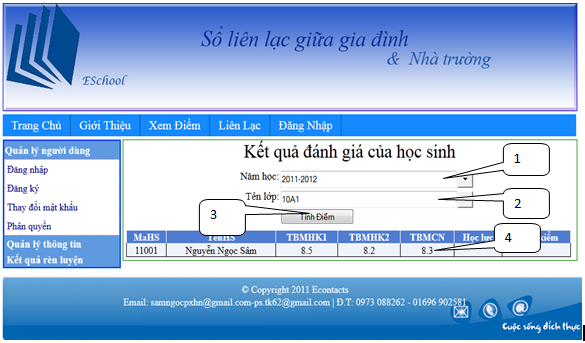 Sổ liên lạc giữa gia đình
& Nhà trường
ESchool
Trang Chủ Giới Thiệu Xem Điểm Liên Lạc Đăng Nhập
Quản lý người dùng
Đăng nhập
Đăng ký
Thay đổi mật khẩu
Phân quyền
Quản lý thông tin
Kết quả rèn luyện
Kết quả đánh giá của học sinh
1
Năm học: 2011-2012
2
Tên lớp: 10A1
3
Tính Điểm
4
MaHS TenHS TBMHK1 TBMHK2 TBMCN Học lực kiểm
11001 Nguyễn Ngọc Sâm 8.5 8.2 8.3
© Copyright 2011 Econtacts
Email: samngocpxhn@gmail.com-ps.tk62@gmail.com | Đ.T: 0973 088262 - 01696 902581
Cuộc sống đích thực